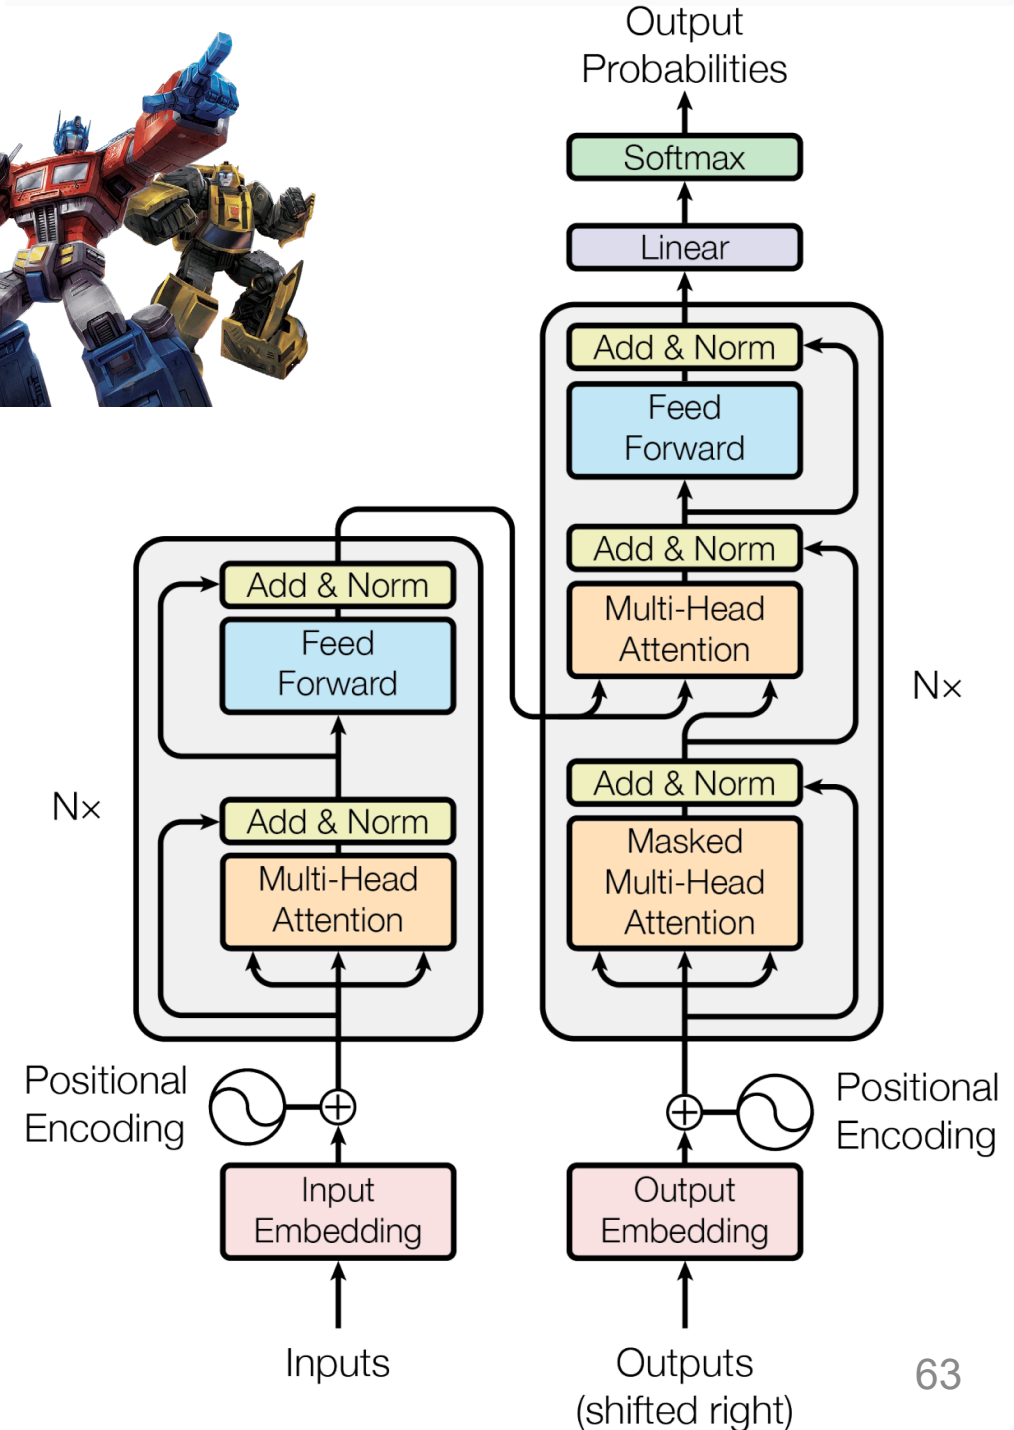 Output
Probabilities
Softmax
Linear
Add & Norm
Feed
Forward
Add & Norm
Multi-Head
Attention
Add & Norm
Masked
Multi-Head
Attention
N×
Add & Norm
Feed
Forward
Add & Norm
Multi-Head
Attention
N×
Positional
Encoding
Positional
Encoding
Input
Embedding
Output
Embedding
Inputs
Outputs
(shifted right)
63